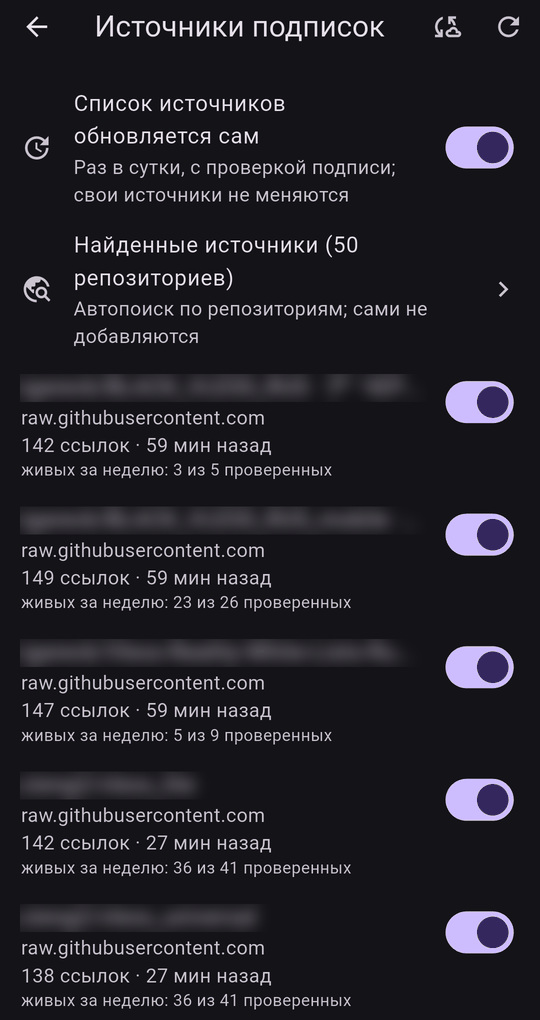 Источники подписок
Список источников
обновляется сам
Раз в сутки, с проверкой подписи;
свои источники не меняются
Найденные источники (50
репозиториев)
Автопоиск по репозиториям; сами не
добавляются
raw.githubusercontent.com
142 ссылок · 59 мин назад
живых за неделю: 3 из 5 проверенных
raw.githubusercontent.com
149 ссылок · 59 мин назад
живых за неделю: 23 из 26 проверенных
raw.githubusercontent.com
147 ссылок · 59 мин назад
живых за неделю: 5 из 9 проверенных
raw.githubusercontent.com
142 ссылок · 27 мин назад
живых за неделю: 36 из 41 проверенных
raw.githubusercontent.com
138 ссылок · 27 мин назад
живых за неделю: 36 из 41 проверенных